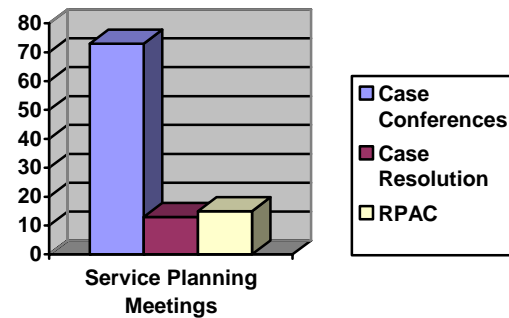 80
70
60
50
40
30
20
10
0
Service Planning
Meetings
Case
Conferences
Case
Resolution
RPAC